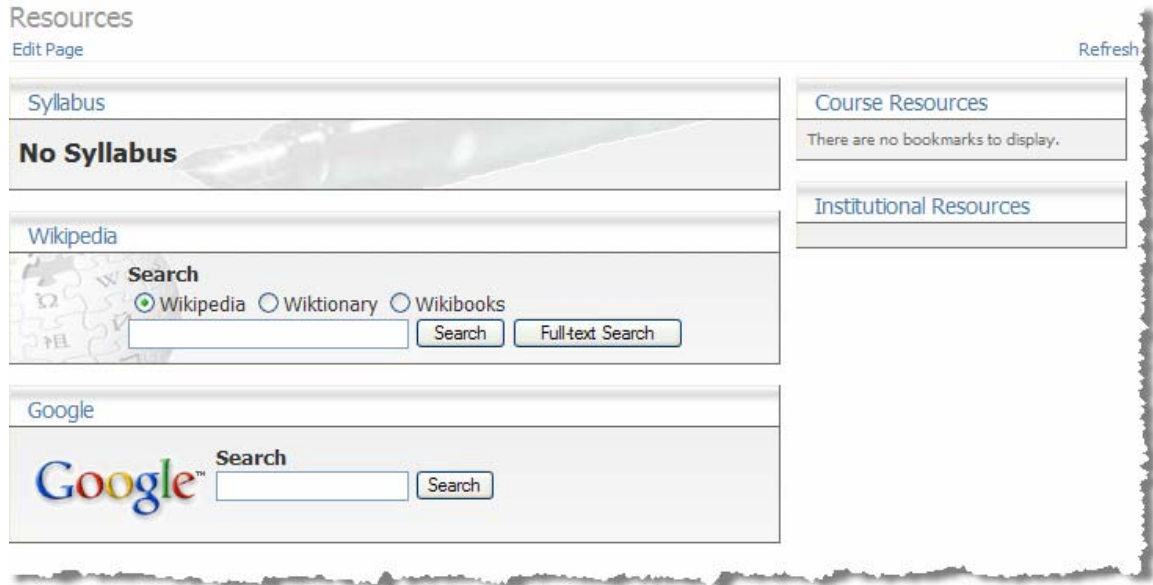 Resources
Edit Page
Refresh
Syllabus
No Syllabus
Wikipedia
Search
Wikipedia Wiktionary Wikibooks
Search Full-text Search
Google
Google™
Search
Search
Course Resources
There are no bookmarks to display.
Institutional Resources